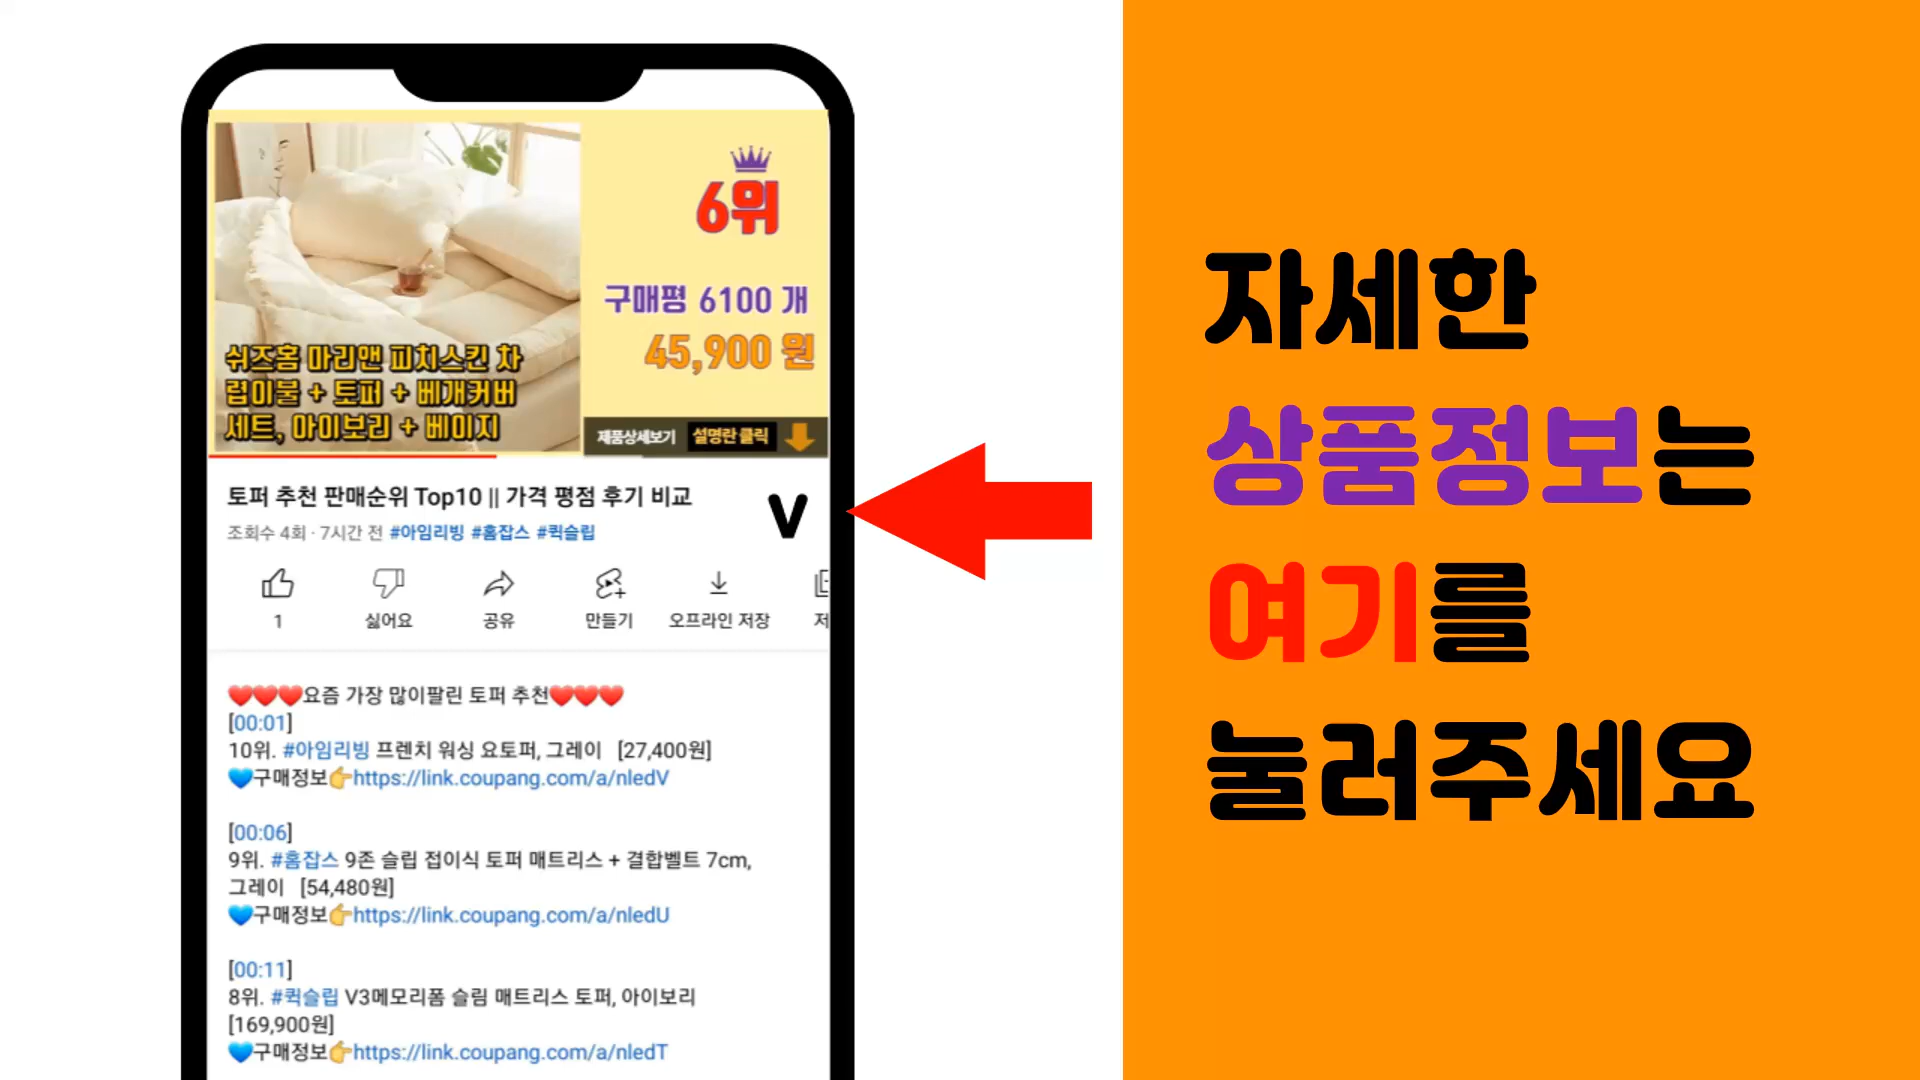 6위
구매평 6100 개
45,900 원
쉬즈홈 마리앤 피치스킨 차
렵이불 + 토퍼 + 베개커버
세트, 아이보리 + 베이지
제품상세보기 설명란 클릭
토퍼 추천 판매순위 Top10 || 가격 평점 후기 비교
V
조회수 4회 · 7시간 전 #아임리빙 #홈잡스 #퀵슬립
1 싫어요 공유 만들기 오프라인 저장 저
❤❤❤요즘 가장 많이팔린 토퍼 추천❤❤❤
[00:01]
10위. #아임리빙 프렌치 워싱 요토퍼, 그레이 [27,400원]
💙구매정보👉https://link.coupang.com/a/nledV
[00:06]
9위. #홈잡스 9존 슬립 접이식 토퍼 매트리스 + 결합벨트 7cm,
그레이 [54,480원]
💙구매정보👉https://link.coupang.com/a/nledU
[00:11]
8위. #퀵슬립 V3메모리폼 슬림 매트리스 토퍼, 아이보리
[169,900원]
💙구매정보👉https://link.coupang.com/a/nledT
자세한
상품정보는
여기를
눌러주세요